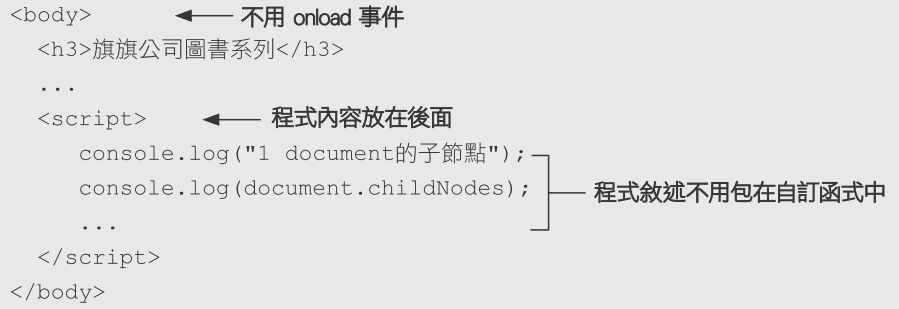 <body> 不用 onload 事件
<h3>旗旗公司圖書系列</h3>
...
<script> 程式內容放在後面
console.log("1 document的子節點");
console.log(document.childNodes);
程式敘述不用包在自訂函式中
...
</script>
</body>